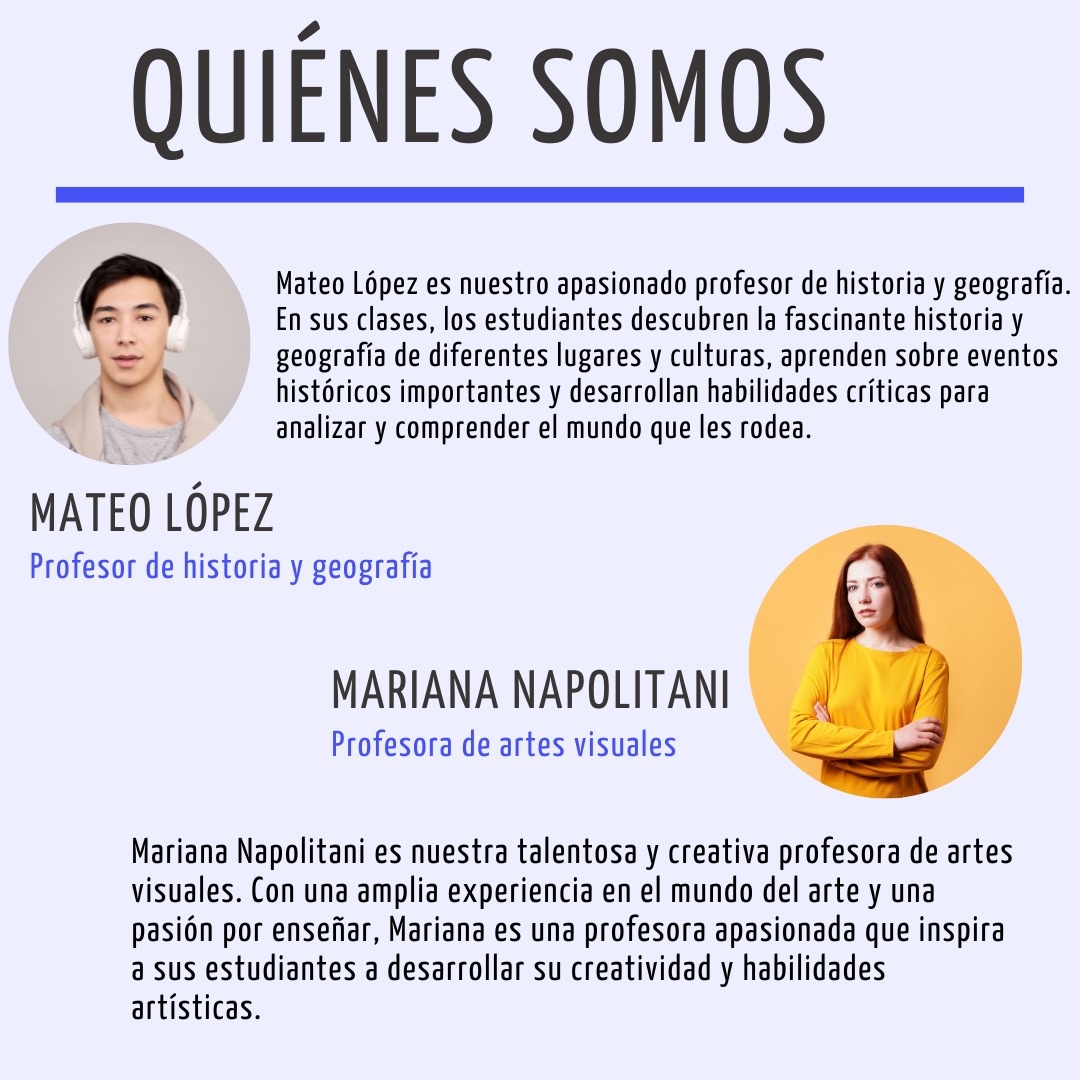 QUIÉNES SOMOS
Mateo López es nuestro apasionado profesor de historia y geografía.
En sus clases, los estudiantes descubren la fascinante historia y
geografía de diferentes lugares y culturas, aprenden sobre eventos
históricos importantes y desarrollan habilidades críticas para
analizar y comprender el mundo que les rodea.
MATEO LÓPEZ
Profesor de historia y geografía
MARIANA NAPOLITANI
Profesora de artes visuales
Mariana Napolitani es nuestra talentosa y creativa profesora de artes
visuales. Con una amplia experiencia en el mundo del arte y una
pasión por enseñar, Mariana es una profesora apasionada que inspira
a sus estudiantes a desarrollar su creatividad y habilidades
artísticas.